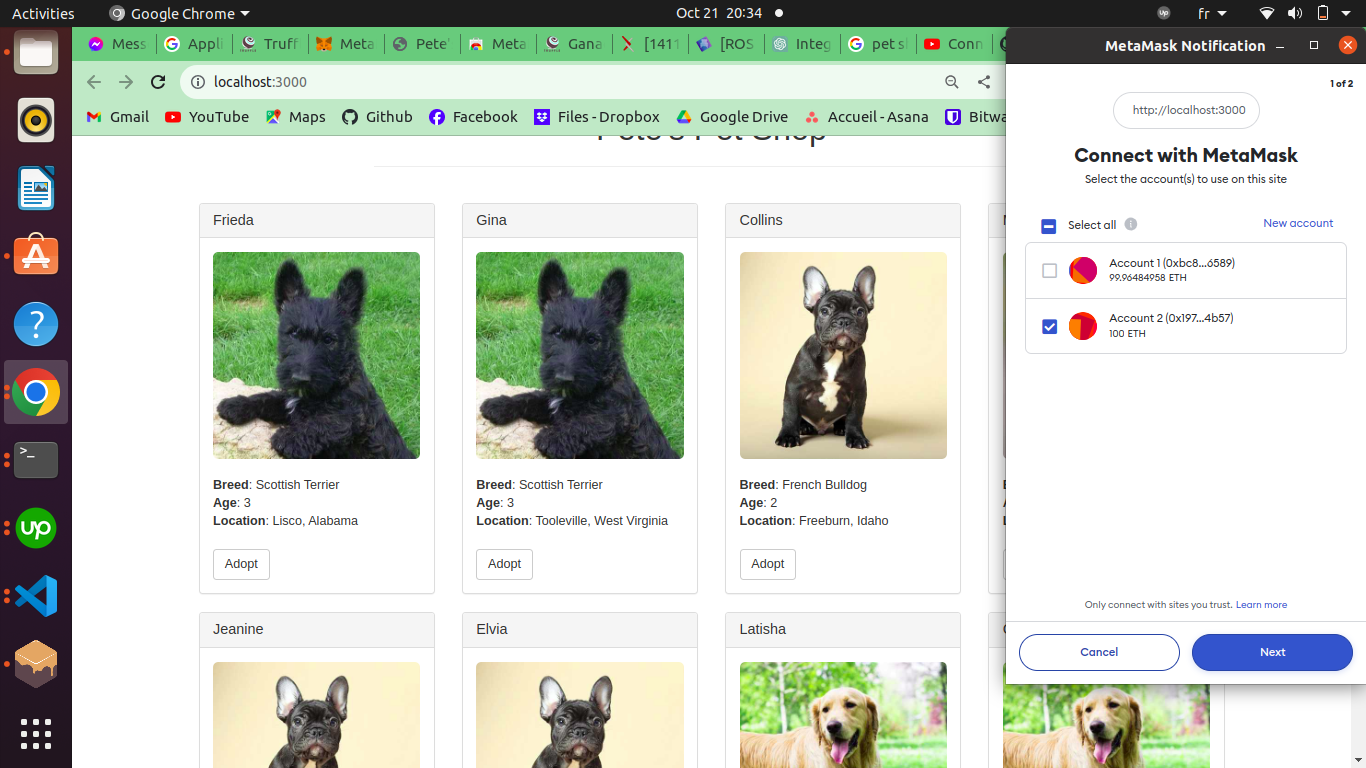 Activities
Google Chrome
Oct 21 20:34
fr
Mess
Appli
Truff
Meta
Pete'
Meta
Gana
[1411
[ROS
Integ
pet s
Conn
localhost:3000
Gmail
YouTube
Maps
Github
Facebook
Files - Dropbox
Google Drive
Accueil - Asana
Bitwa
Pete's Pet Shop
Frieda
Breed: Scottish Terrier
Age: 3
Location: Lisco, Alabama
Adopt
Gina
Breed: Scottish Terrier
Age: 3
Location: Tooleville, West Virginia
Adopt
Collins
Breed: French Bulldog
Age: 2
Location: Freeburn, Idaho
Adopt
Jeanine
Elvia
Latisha
MetaMask Notification
1 of 2
http://localhost:3000
Connect with MetaMask
Select the account(s) to use on this site
Select all
New account
Account 1 (0xbc8...6589)
99.96484958 ETH
Account 2 (0x197...4b57)
100 ETH
Only connect with sites you trust. Learn more
Cancel
Next
up